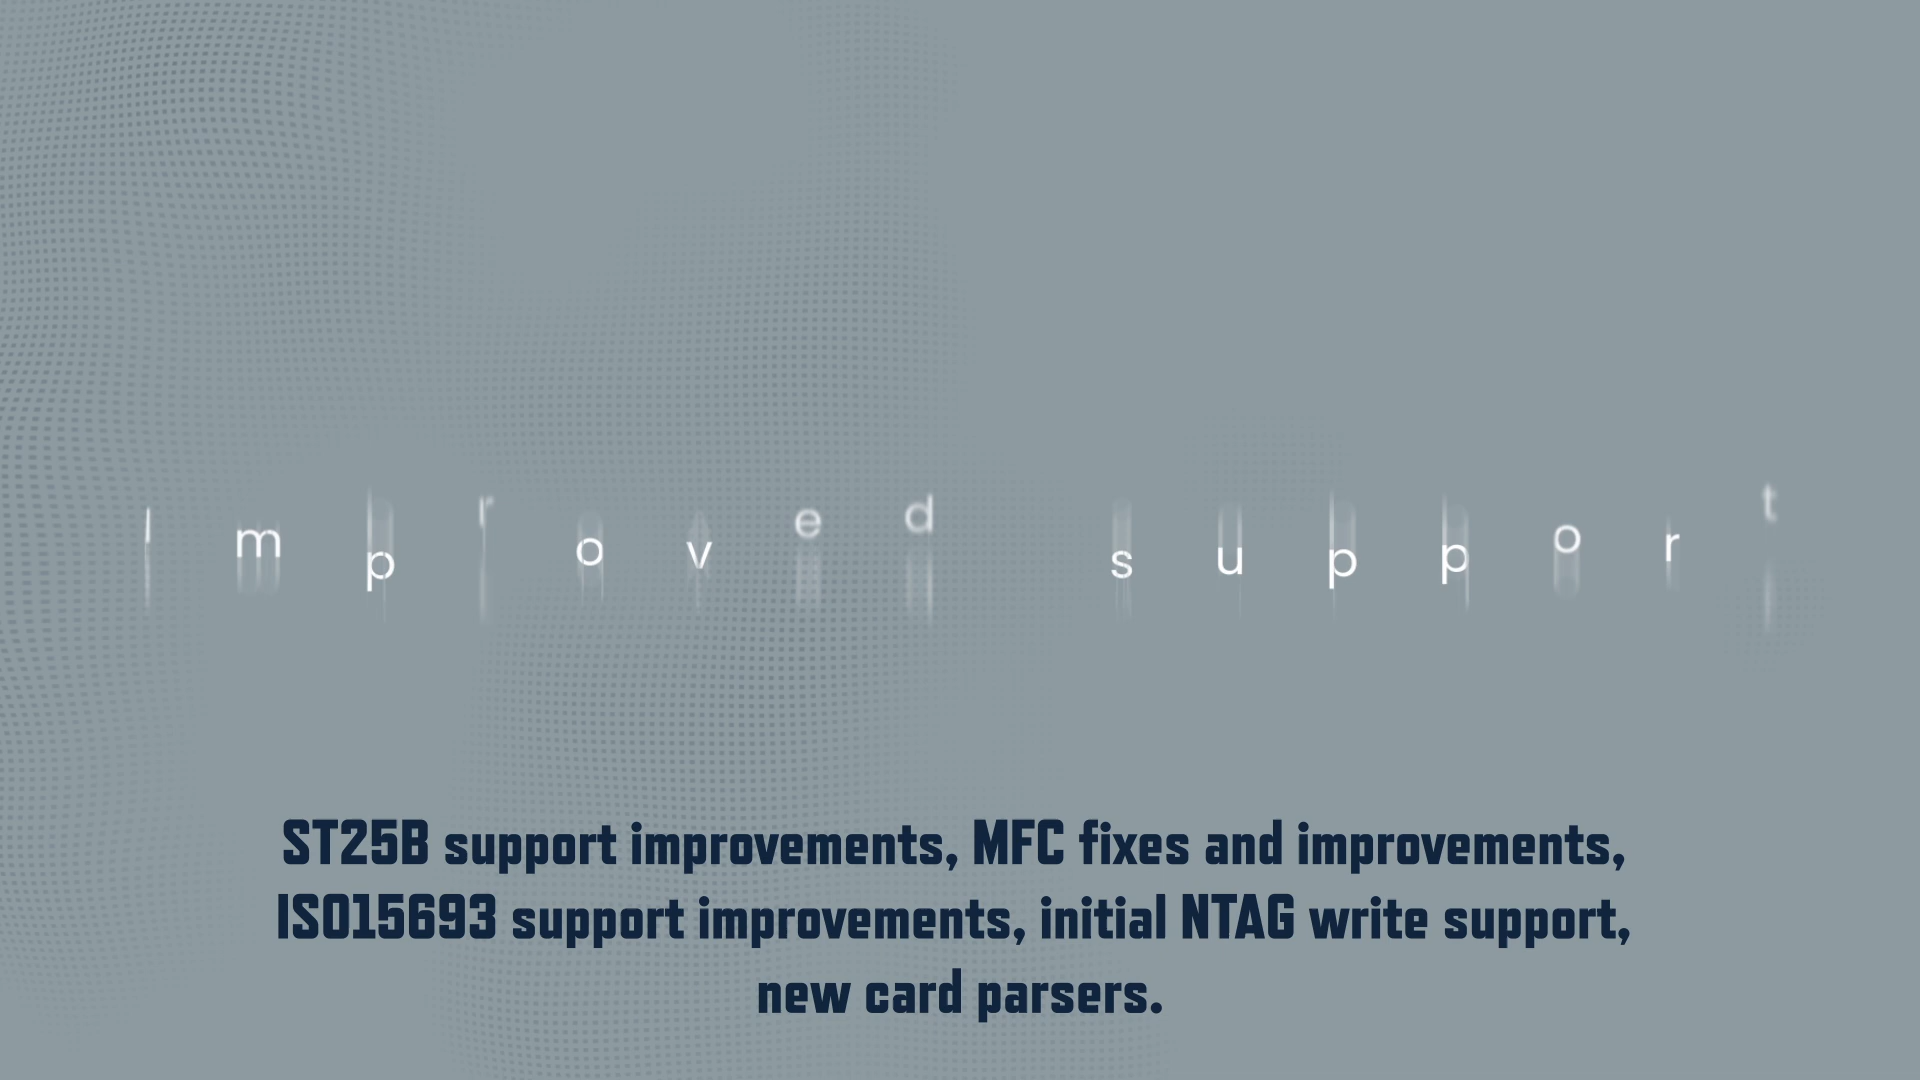 Improved support
ST25B support improvements, MFC fixes and improvements,
ISO15693 support improvements, initial NTAG write support,
new card parsers.